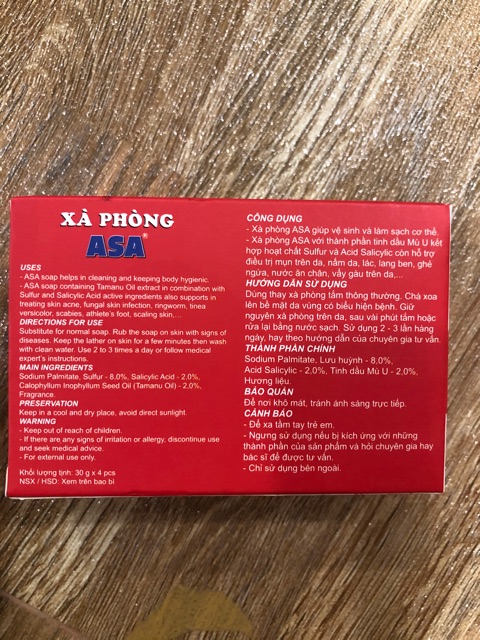 XÀ PHÒNG
ASA®
USES
- ASA soap helps in cleaning and keeping body hygienic.
- ASA soap containing Tamanu Oil extract in combination with
Sulfur and Salicylic Acid active ingredients also supports in
treating skin acne, fungal skin infection, ringworm, tinea
versicolor, scabies, athlete's foot, scaling skin,...
DIRECTIONS FOR USE
Substitute for normal soap. Rub the soap on skin with signs of
diseases. Keep the lather on skin for a few minutes then wash
with clean water. Use 2 to 3 times a day or follow medical
expert's instructions.
MAIN INGREDIENTS
Sodium Palmitate, Sulfur - 8.0%, Salicylic Acid - 2.0%,
Calophyllum Inophyllum Seed Oil (Tamanu Oil) - 2,0%,
Fragrance.
PRESERVATION
Keep in a cool and dry place, avoid direct sunlight.
WARNING
- Keep out of reach of children.
- If there are any signs of irritation or allergy, discontinue use
and seek medical advice.
- For external use only.
Khối lượng tịnh: 30 g x 4 pcs
NSX / HSD: Xem trên bao bì
CÔNG DỤNG
- Xà phòng ASA giúp vệ sinh và làm sạch cơ thể.
- Xà phòng ASA với thành phần tinh dầu Mù U kết
hợp hoạt chất Sulfur và Acid Salicylic còn hỗ trợ
điều trị mụn trên da, nấm da, lác, lang ben, ghẻ
ngứa, nước ăn chân, vảy gàu trên da,...
HƯỚNG DẪN SỬ DỤNG
Dùng thay xà phòng tắm thông thường. Chà xoa
lên bề mặt da vùng có biểu hiện bệnh. Giữ
nguyên xà phòng trên da, sau vài phút tắm hoặc
rửa lại bằng nước sạch. Sử dụng 2 - 3 lần hàng
ngày, hay theo hướng dẫn của chuyên gia tư vấn.
THÀNH PHẦN CHÍNH
Sodium Palmitate, Lưu huỳnh - 8.0%,
Acid Salicylic - 2.0%, Tinh dầu Mù U - 2.0%,
Hương liệu.
BẢO QUẢN
Để nơi khô mát, tránh ánh sáng trực tiếp.
CẢNH BÁO
- Để xa tầm tay trẻ em.
- Ngưng sử dụng nếu bị kích ứng với những
thành phần của sản phẩm và hỏi chuyên gia hay
bác sĩ để được tư vấn.
- Chỉ sử dụng bên ngoài.